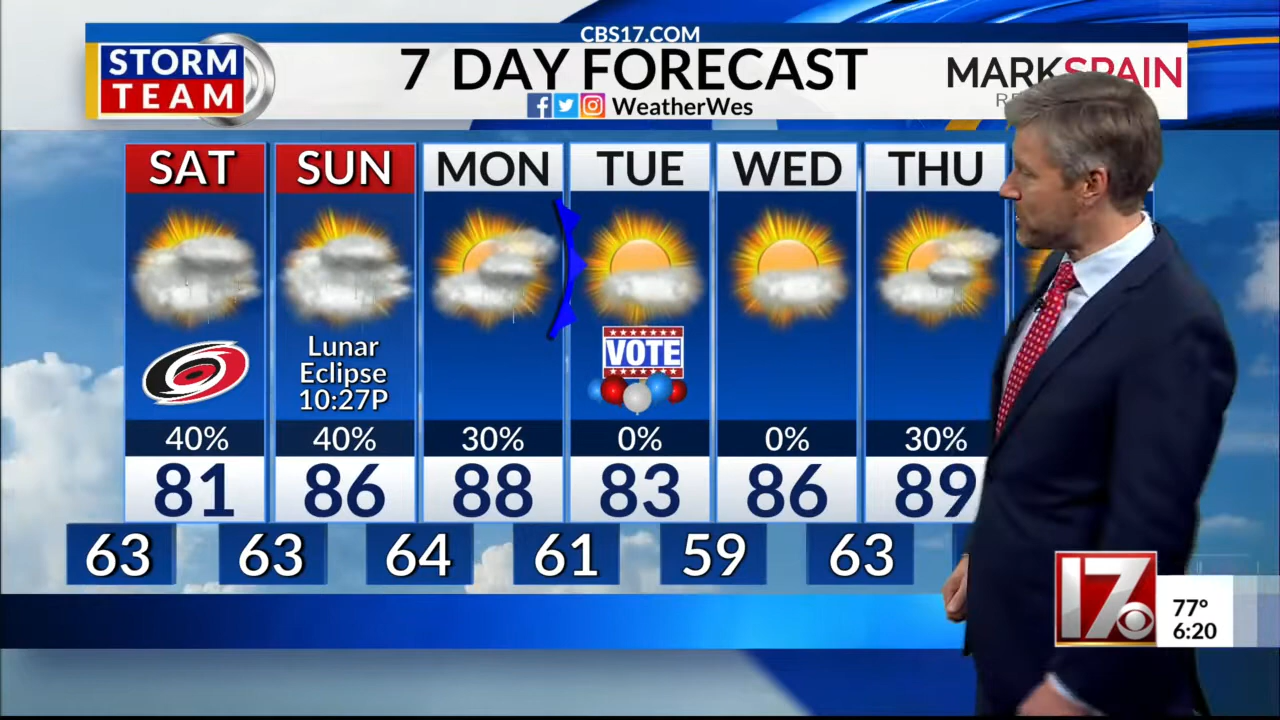 CBS17.COM
STORM
TEAM
7 DAY FORECAST
WeatherWes
MARKSPAIN
SAT SUN MON TUE WED THU
Lunar
Eclipse
10:27P
VOTE
40% 40% 30% 0% 0% 30%
81 86 88 83 86 89
63 63 64 61 59 63
17
77°
6:20